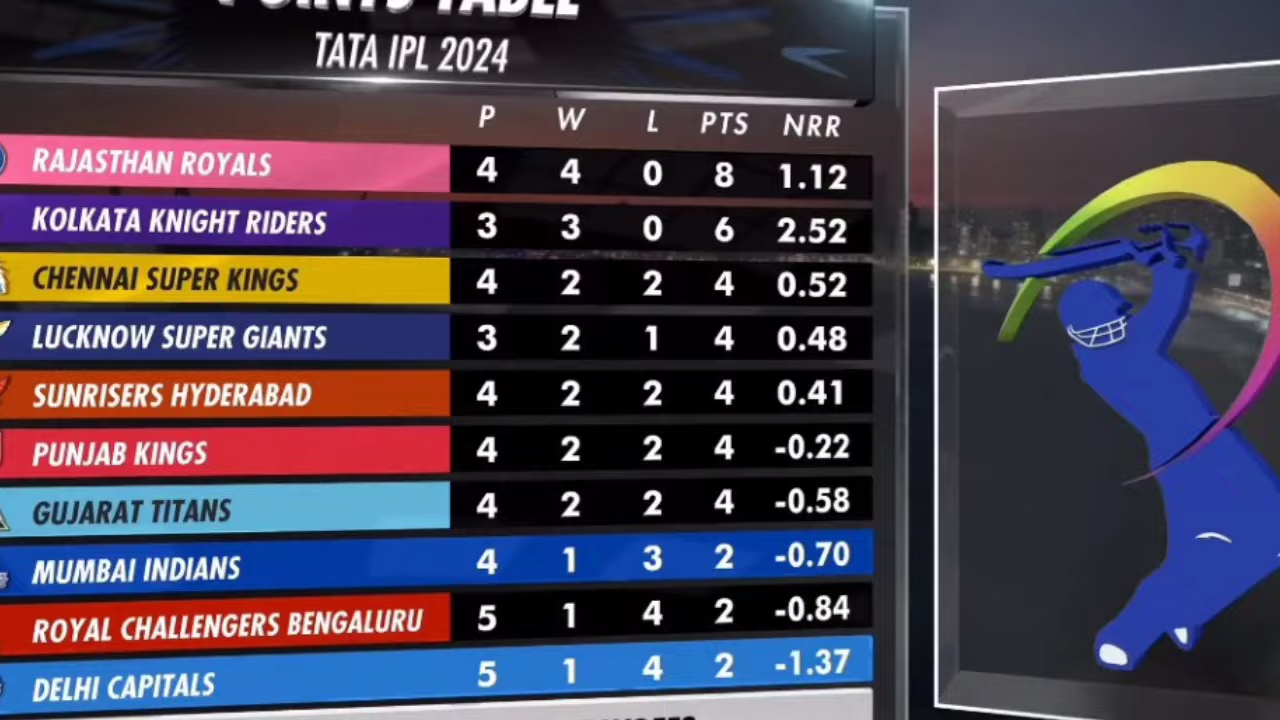 POINTS TABLE
TATA IPL 2024
P W L PTS NRR
RAJASTHAN ROYALS 4 4 0 8 1.12
KOLKATA KNIGHT RIDERS 3 3 0 6 2.52
CHENNAI SUPER KINGS 4 2 2 4 0.52
LUCKNOW SUPER GIANTS 3 2 1 4 0.48
SUNRISERS HYDERABAD 4 2 2 4 0.41
PUNJAB KINGS 4 2 2 4 -0.22
GUJARAT TITANS 4 2 2 4 -0.58
MUMBAI INDIANS 4 1 3 2 -0.70
ROYAL CHALLENGERS BENGALURU 5 1 4 2 -0.84
DELHI CAPITALS 5 1 4 2 -1.37